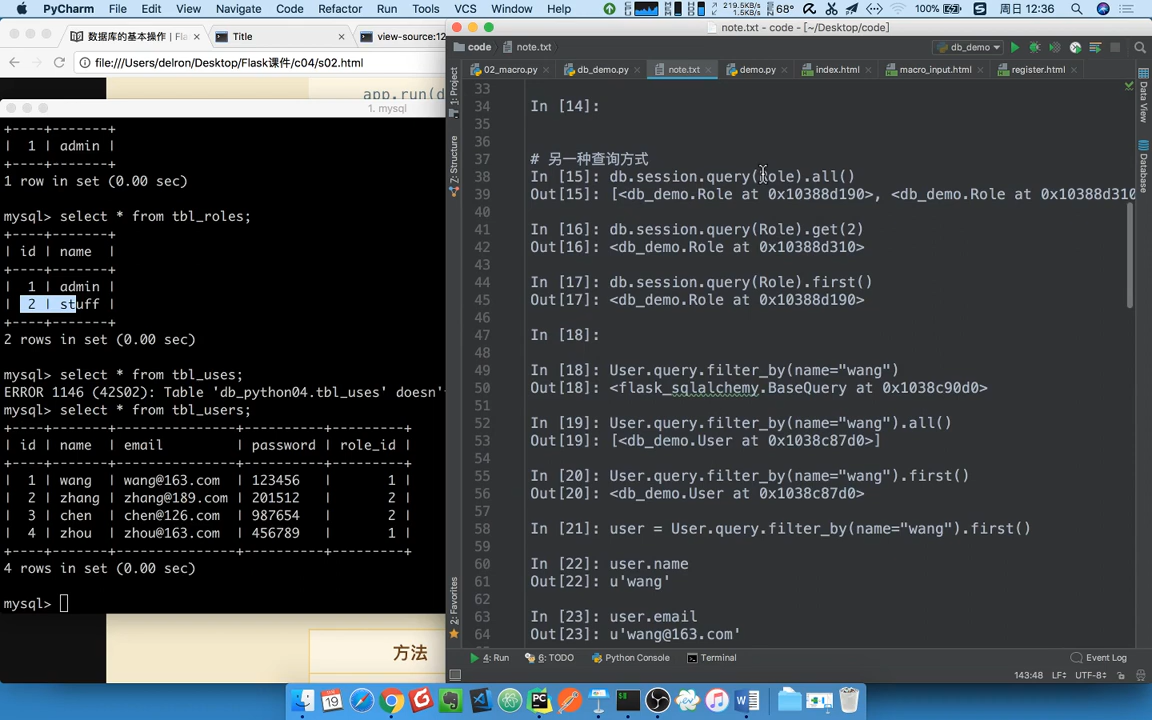 PyCharm File Edit View Navigate Code Refactor Run Tools VCS Window Help 219.5KB/s 1.5KB/s 68° 100% 周日 12:36
数据库的基本操作 | Fla Title view-source:12
file:///Users/delron/Desktop/Flask课件/c04/s02.html
app.run(d
1. mysql
+----+-------+
| 1 | admin |
+----+-------+
1 row in set (0.00 sec)
mysql> select * from tbl_roles;
+----+-------+
| id | name |
+----+-------+
| 1 | admin |
| 2 | stuff |
+----+-------+
2 rows in set (0.00 sec)
mysql> select * from tbl_uses;
ERROR 1146 (42S02): Table 'db_python04.tbl_uses' doesn'
mysql> select * from tbl_users;
+----+-------+---------------+----------+---------+
| id | name | email | password | role_id |
+----+-------+---------------+----------+---------+
| 1 | wang | wang@163.com | 123456 | 1 |
| 2 | zhang | zhang@189.com | 201512 | 2 |
| 3 | chen | chen@126.com | 987654 | 2 |
| 4 | zhou | zhou@163.com | 456789 | 1 |
+----+-------+---------------+----------+---------+
4 rows in set (0.00 sec)
mysql>
方法
note.txt - code - [~/Desktop/code]
code note.txt db_demo
02_macro.py db_demo.py note.txt demo.py index.html macro_input.html register.html
1: Project
7: Structure
2: Favorites
Data View
Database
33
34 In [14]:
35
36
37 # 另一种查询方式
38 In [15]: db.session.query(Role).all()
39 Out[15]: [<db_demo.Role at 0x10388d190>, <db_demo.Role at 0x10388d310
40
41 In [16]: db.session.query(Role).get(2)
42 Out[16]: <db_demo.Role at 0x10388d310>
43
44 In [17]: db.session.query(Role).first()
45 Out[17]: <db_demo.Role at 0x10388d190>
46
47 In [18]:
48
49 In [18]: User.query.filter_by(name="wang")
50 Out[18]: <flask_sqlalchemy.BaseQuery at 0x1038c90d0>
51
52 In [19]: User.query.filter_by(name="wang").all()
53 Out[19]: [<db_demo.User at 0x1038c87d0>]
54
55 In [20]: User.query.filter_by(name="wang").first()
56 Out[20]: <db_demo.User at 0x1038c87d0>
57
58 In [21]: user = User.query.filter_by(name="wang").first()
59
60 In [22]: user.name
61 Out[22]: u'wang'
62
63 In [23]: user.email
64 Out[23]: u'wang@163.com'
4: Run 6: TODO Python Console Terminal Event Log
143:48 LF UTF-8